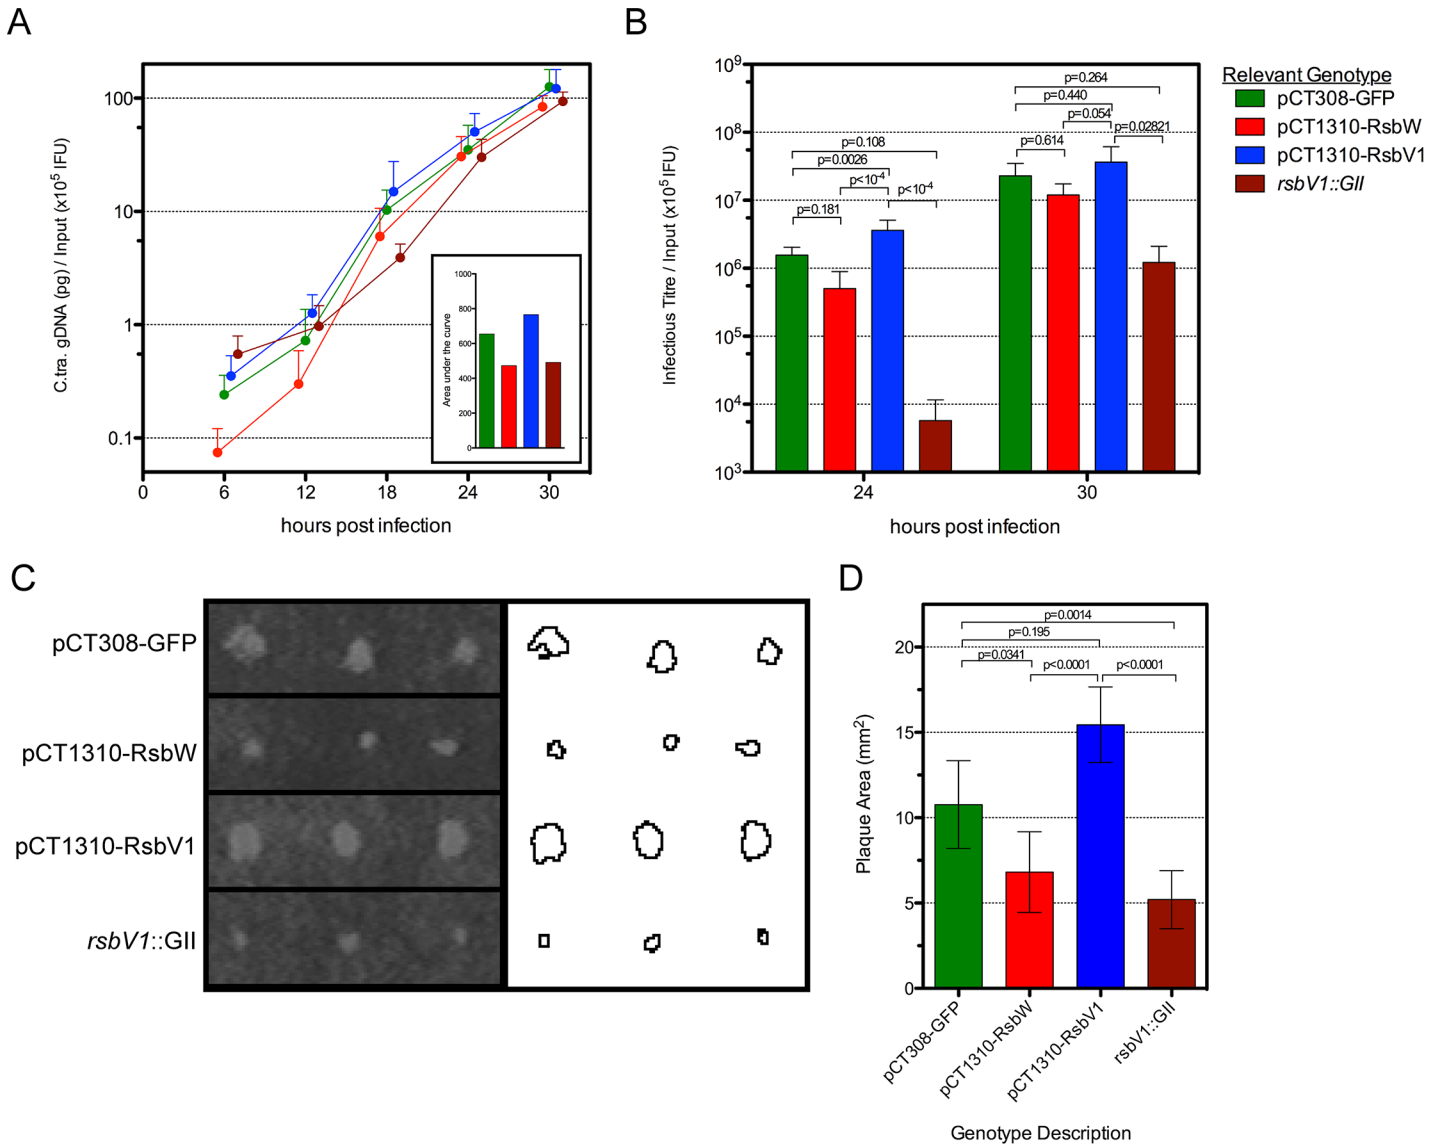 A
B
C.tra. gDNA (pg) / Input (x10⁵ IFU)
100
10
1
0.1
0
6
12
18
24
30
hours post infection
Area under the curve
1000
800
600
400
200
0
Infectious Titre / Input (x10⁵ IFU)
10⁹
10⁸
10⁷
10⁶
10⁵
10⁴
10³
p=0.108
p=0.0026
p<10⁻⁴
p<10⁻⁴
p=0.181
p=0.264
p=0.440
p=0.054
p=0.02821
p=0.614
24
30
hours post infection
Relevant Genotype
pCT308-GFP
pCT1310-RsbW
pCT1310-RsbV1
rsbV1::GII
C
pCT308-GFP
pCT1310-RsbW
pCT1310-RsbV1
rsbV1::GII
D
Plaque Area (mm²)
20
15
10
5
0
p=0.0014
p=0.195
p=0.0341
p<0.0001
p<0.0001
pCT308-GFP
pCT1310-RsbW
pCT1310-RsbV1
rsbV1::GII
Genotype Description